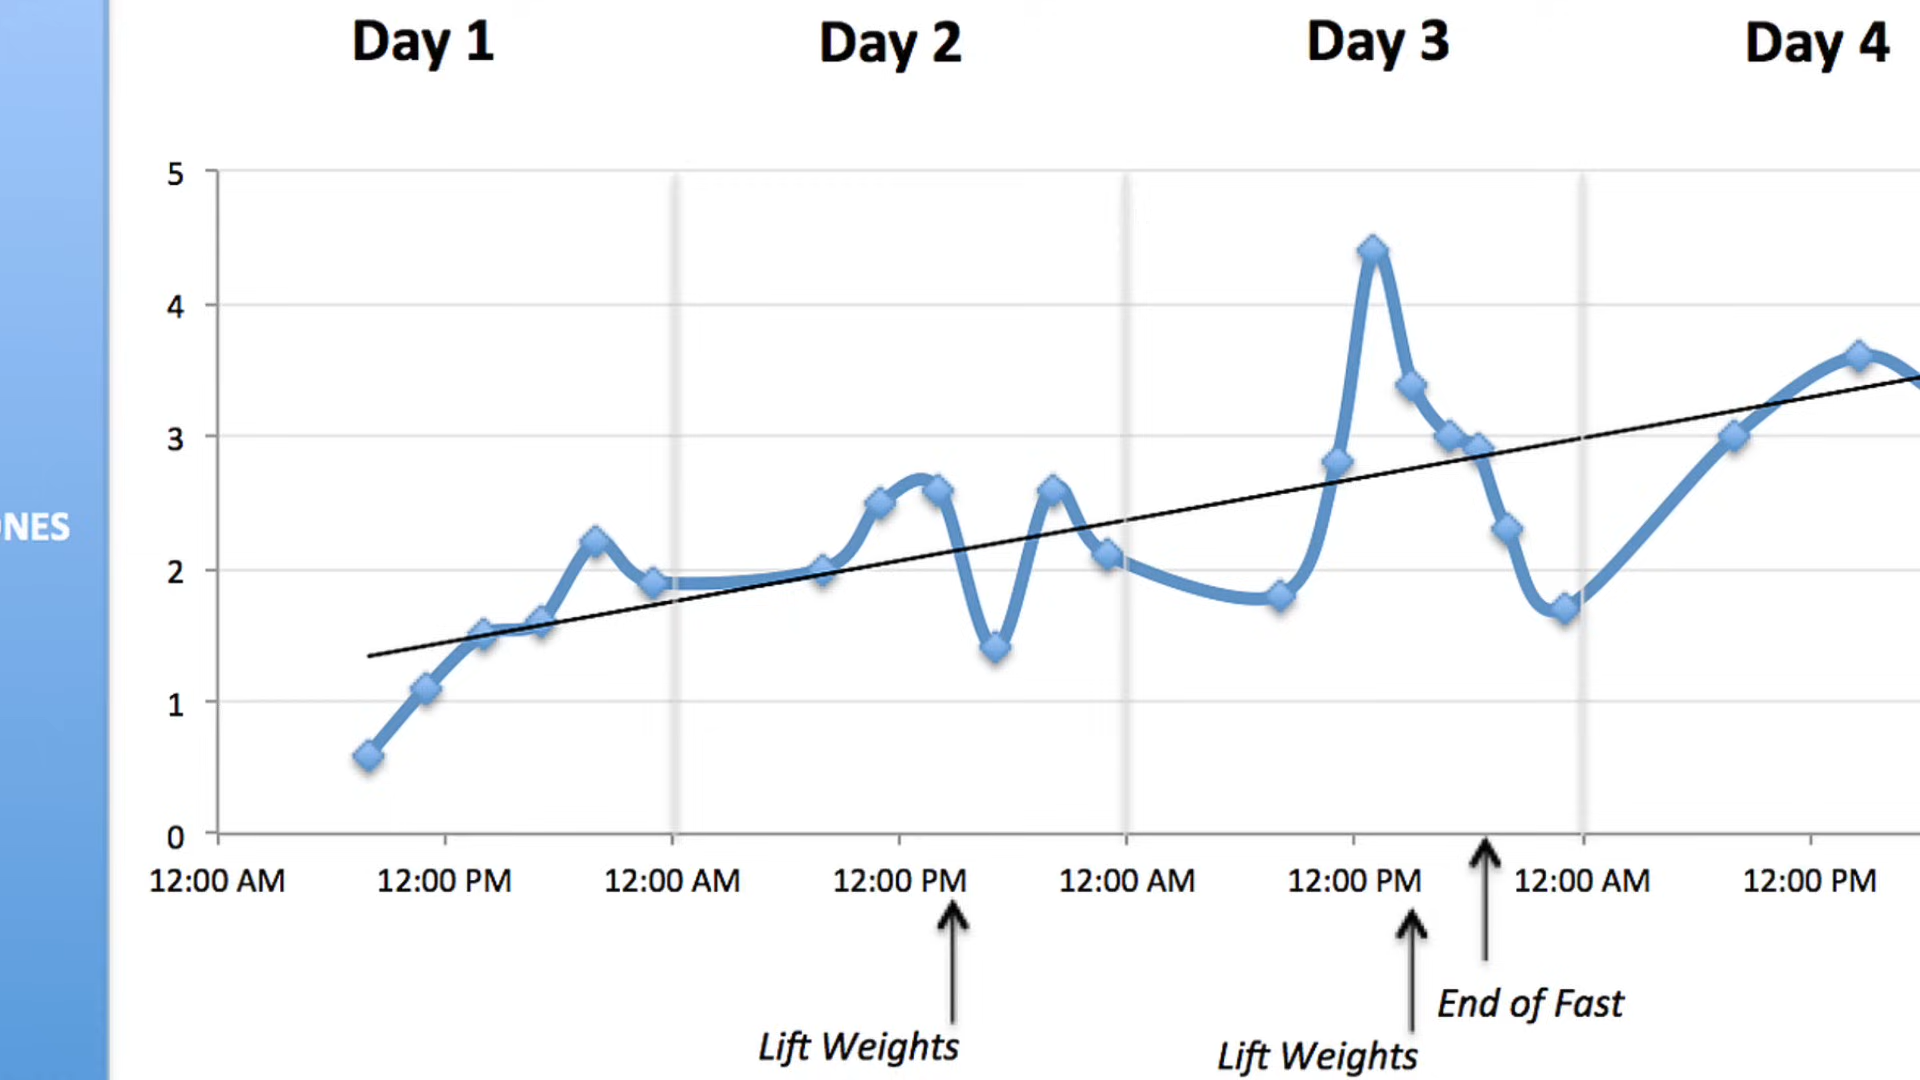 Day 1 Day 2 Day 3 Day 4
5
4
3
2
1
0
NES
12:00 AM 12:00 PM 12:00 AM 12:00 PM 12:00 AM 12:00 PM 12:00 AM 12:00 PM
End of Fast
Lift Weights Lift Weights